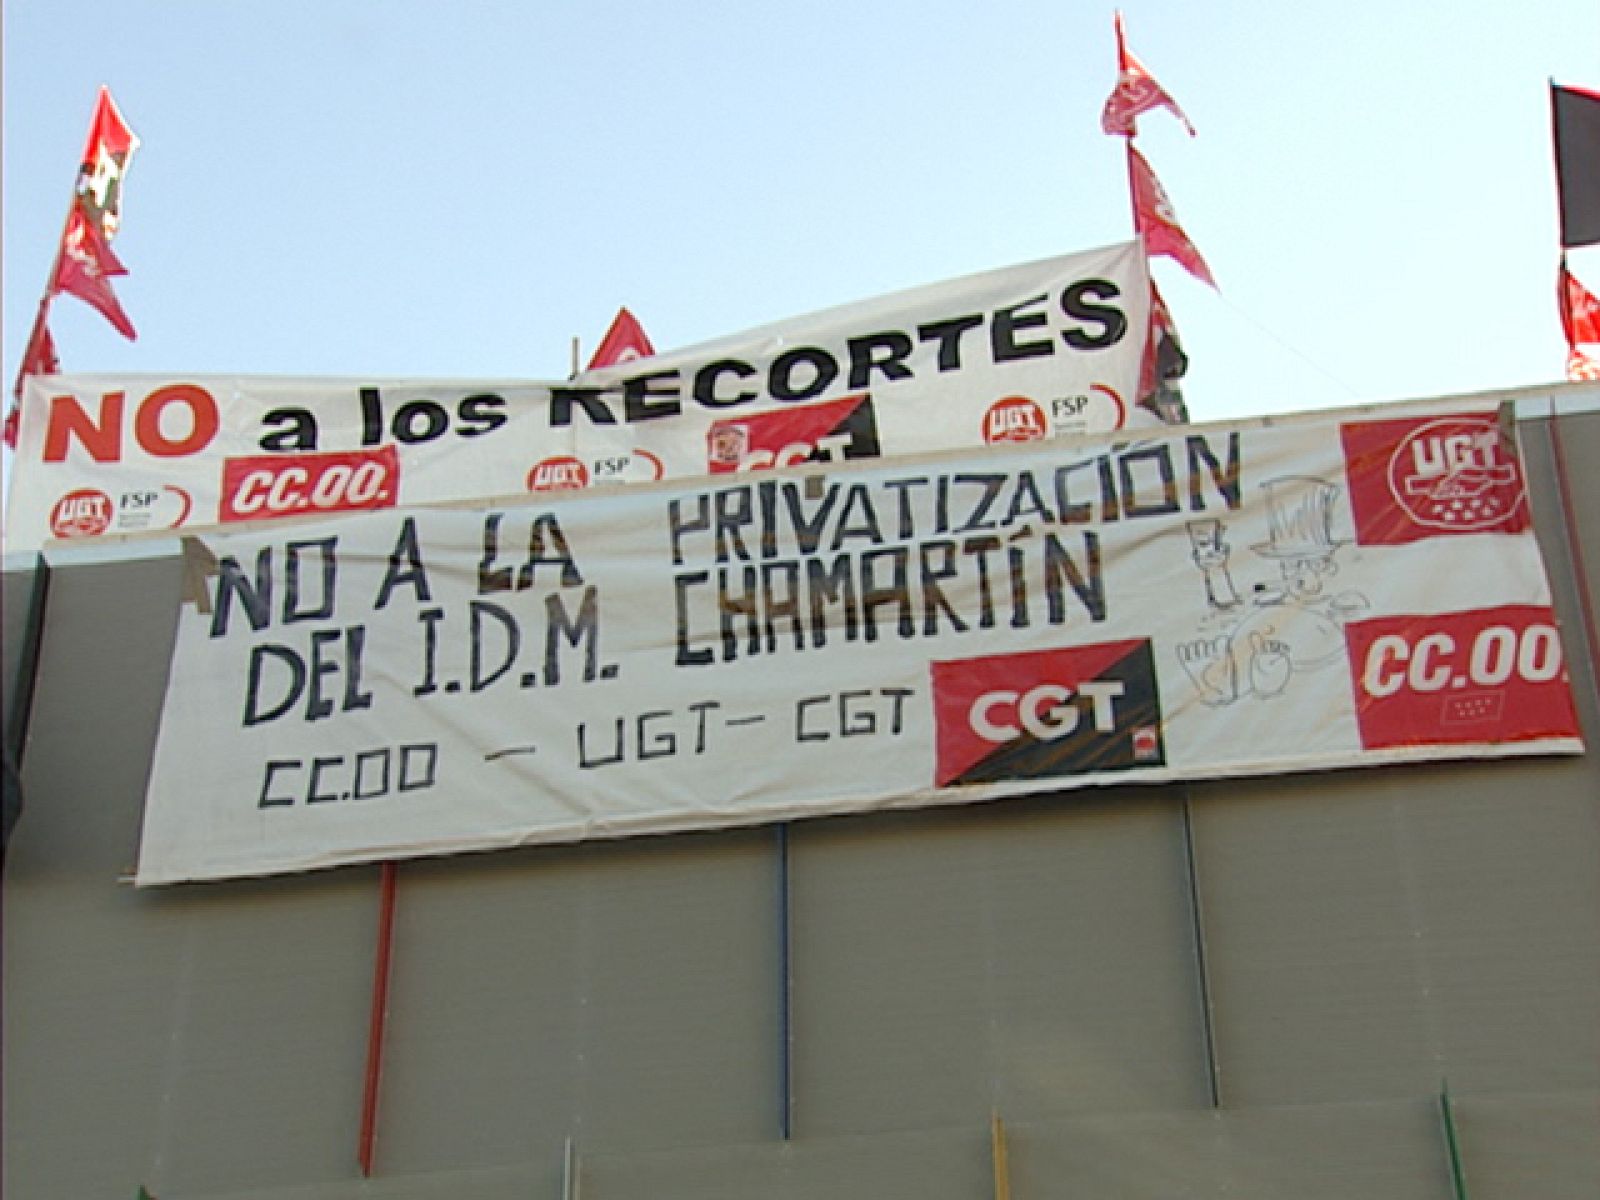 NO a los RECORTES
UGT FSP
CC.OO.
UGT FSP
CGT
UGT FSP
NO A LA PRIVATIZACIÓN
DEL I.D.M. CHAMARTÍN
CC.OO - UGT - CGT
CGT
UGT
CC.OO.